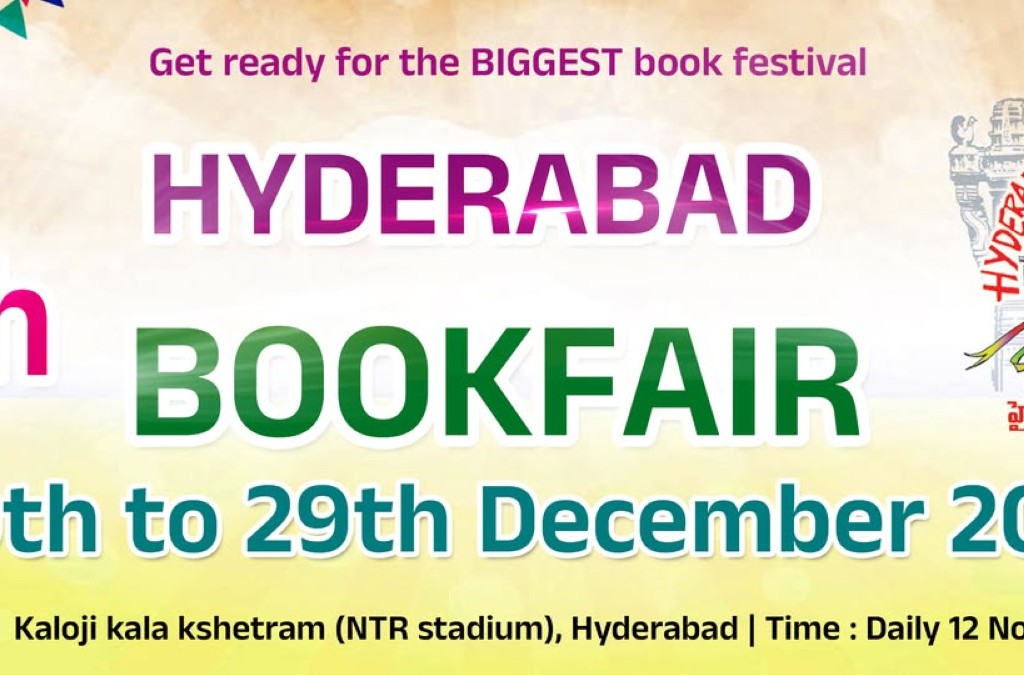 Get ready for the BIGGEST book festival
HYDERABAD
BOOKFAIR
th to 29th December 20
Kaloji kala kshetram (NTR stadium), Hyderabad | Time : Daily 12 No